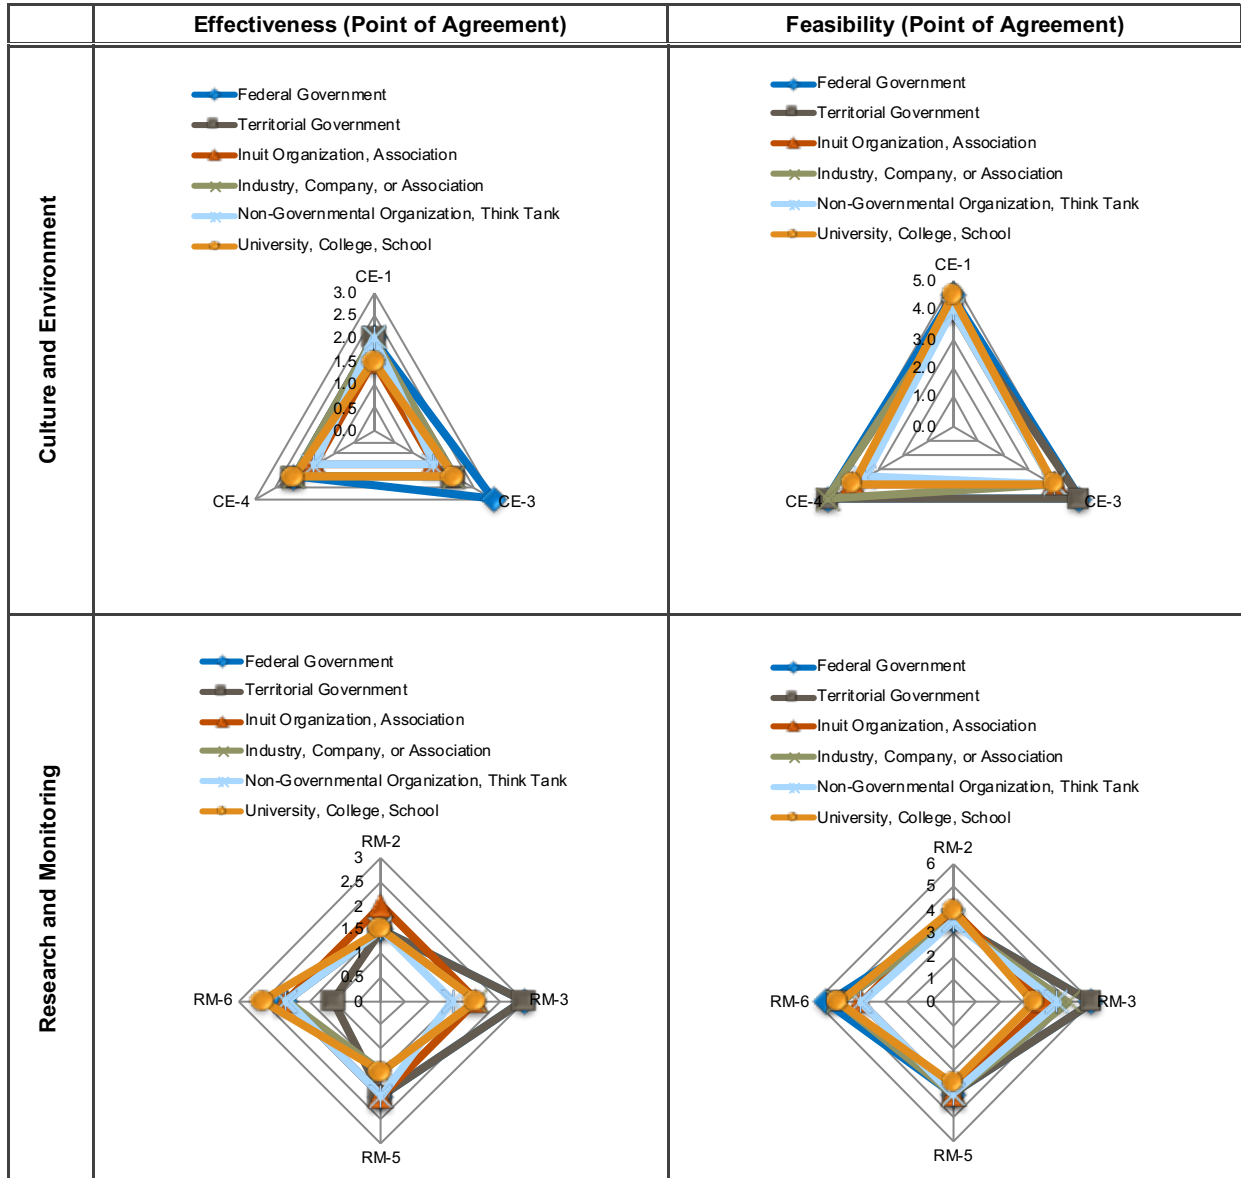 Effectiveness (Point of Agreement)
Feasibility (Point of Agreement)
Culture and Environment
Federal Government
Territorial Government
Inuit Organization, Association
Industry, Company, or Association
Non-Governmental Organization, Think Tank
University, College, School
CE-1
3.0
2.5
2.0
1.5
1.0
0.5
0.0
CE-4
CE-3
Federal Government
Territorial Government
Inuit Organization, Association
Industry, Company, or Association
Non-Governmental Organization, Think Tank
University, College, School
CE-1
5.0
4.0
3.0
2.0
1.0
0.0
CE-4
CE-3
Research and Monitoring
Federal Government
Territorial Government
Inuit Organization, Association
Industry, Company, or Association
Non-Governmental Organization, Think Tank
University, College, School
RM-2
3
2.5
2
1.5
1
0.5
0
RM-6
RM-3
RM-5
Federal Government
Territorial Government
Inuit Organization, Association
Industry, Company, or Association
Non-Governmental Organization, Think Tank
University, College, School
RM-2
6
5
4
3
2
1
0
RM-6
RM-3
RM-5